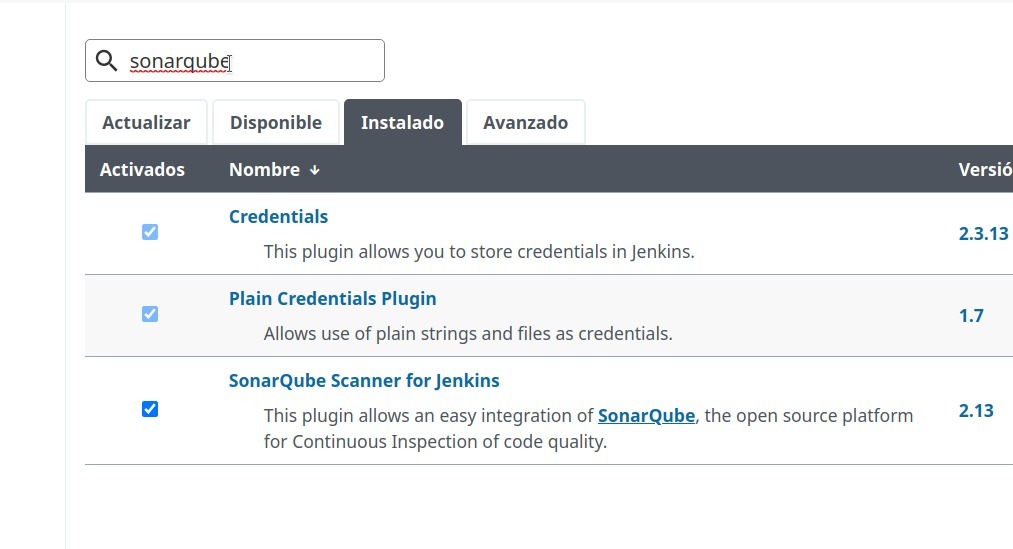 sonarqube
Actualizar Disponible Instalado Avanzado
Activados Nombre ↓ Versió
Credentials
This plugin allows you to store credentials in Jenkins.
2.3.13
Plain Credentials Plugin
Allows use of plain strings and files as credentials.
1.7
SonarQube Scanner for Jenkins
This plugin allows an easy integration of SonarQube, the open source platform
for Continuous Inspection of code quality.
2.13